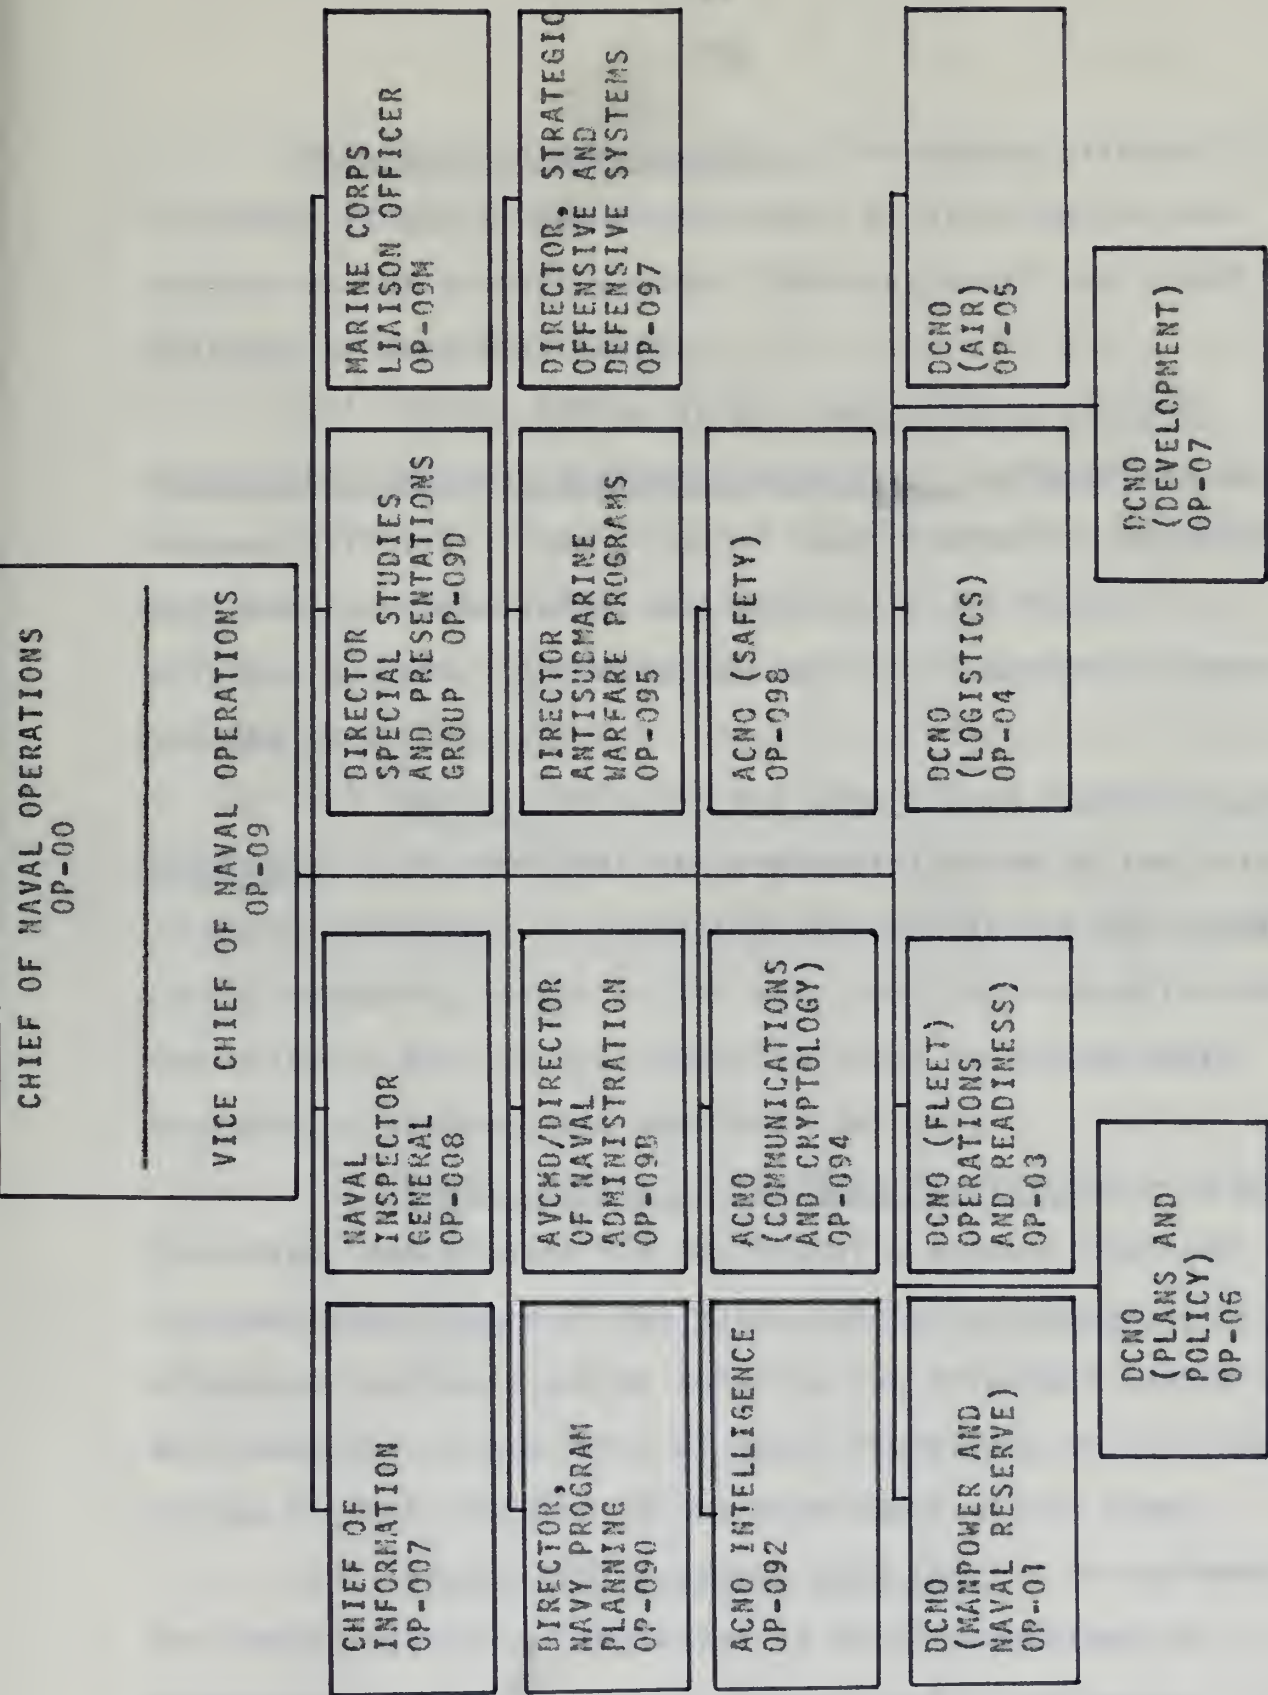 CHIEF OF NAVAL OPERATIONS
OP-00
VICE CHIEF OF NAVAL OPERATIONS
OP-09
CHIEF OF
INFORMATION
OP-007
NAVAL
INSPECTOR
GENERAL
OP-008
DIRECTOR
SPECIAL STUDIES
AND PRESENTATIONS
GROUP OP-09D
MARINE CORPS
LIAISON OFFICER
OP-09M
DIRECTOR,
NAVY PROGRAM
PLANNING
OP-090
AVCMO/DIRECTOR
OF NAVAL
ADMINISTRATION
OP-09B
DIRECTOR
ANTISUBMARINE
WARFARE PROGRAMS
OP-095
DIRECTOR, STRATEGIC
OFFENSIVE AND
DEFENSIVE SYSTEMS
OP-097
ACNO INTELLIGENCE
OP-092
ACNO
(COMMUNICATIONS
AND CRYPTOLOGY)
OP-094
ACNO (SAFETY)
OP-098
DCNO
(MANPOWER AND
NAVAL RESERVE)
OP-01
DCNO (FLEET)
OPERATIONS
AND READINESS)
OP-03
DCNO
(LOGISTICS)
OP-04
DCNO
(AIR)
OP-05
DCNO
(PLANS AND
POLICY)
OP-06
DCNO
(DEVELOPMENT)
OP-07